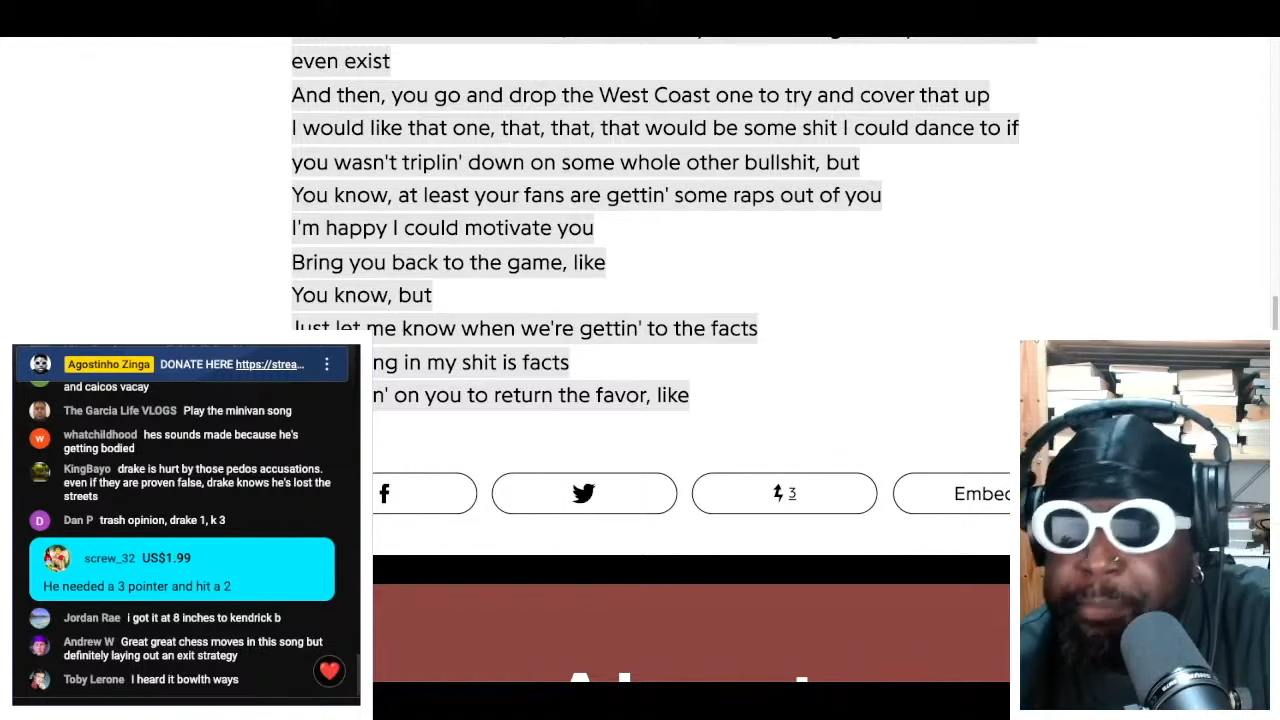 even exist
And then, you go and drop the West Coast one to try and cover that up
I would like that one, that, that, that would be some shit I could dance to if
you wasn't triplin' down on some whole other bullshit, but
You know, at least your fans are gettin' some raps out of you
I'm happy I could motivate you
Bring you back to the game, like
You know, but
Just let me know when we're gettin' to the facts
ng in my shit is facts
n' on you to return the favor, like
3
Embed
Agostinho Zinga DONATE HERE https://strea...
and caicos vacay
The Garcia Life VLOGS Play the minivan song
whatchildhood hes sounds made because he's
getting bodied
KingBayo drake is hurt by those pedos accusations.
even if they are proven false, drake knows he's lost the
streets
Dan P trash opinion, drake 1, k 3
screw_32 US$1.99
He needed a 3 pointer and hit a 2
Jordan Rae i got it at 8 inches to kendrick b
Andrew W Great great chess moves in this song but
definitely laying out an exit strategy
Toby Lerone I heard it bowlth ways